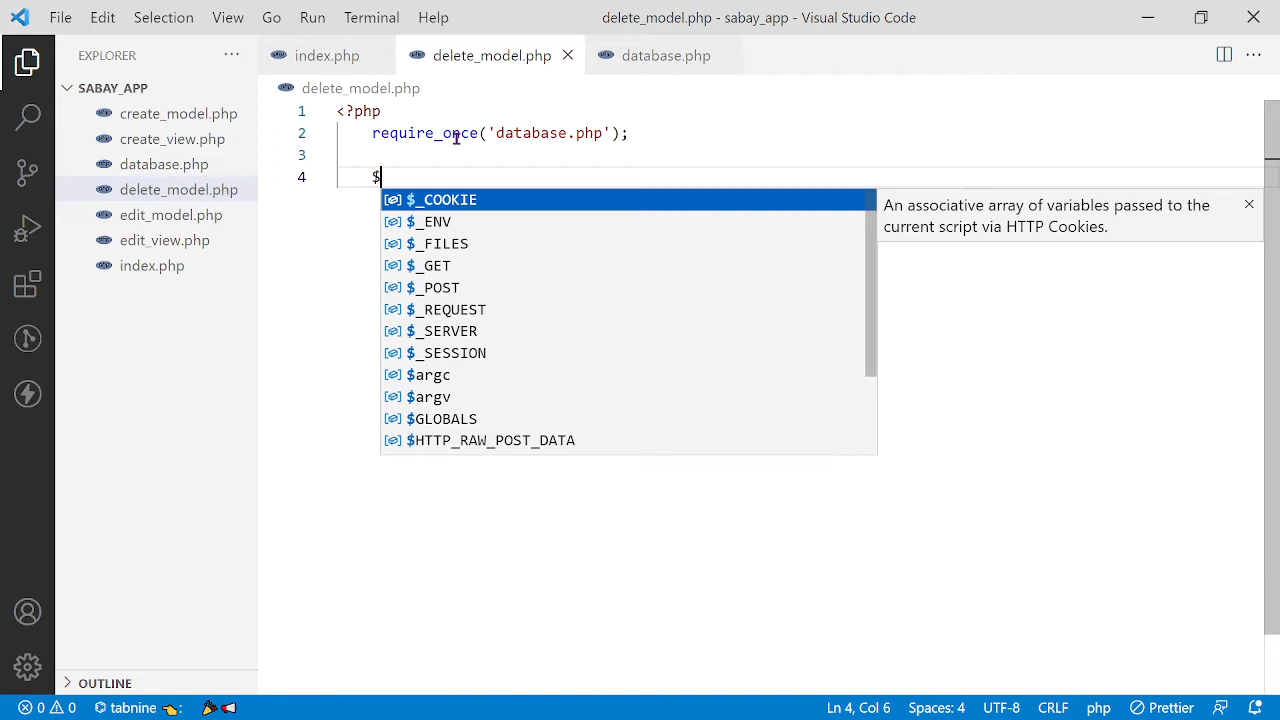 File Edit Selection View Go Run Terminal Help delete_model.php - sabay_app - Visual Studio Code
EXPLORER
index.php delete_model.php database.php
SABAY_APP
create_model.php
create_view.php
database.php
delete_model.php
edit_model.php
edit_view.php
index.php
OUTLINE
delete_model.php
1 <?php
2 require_once('database.php');
3
4 $
$_COOKIE
$_ENV
$_FILES
$_GET
$_POST
$_REQUEST
$_SERVER
$_SESSION
$argc
$argv
$GLOBALS
$HTTP_RAW_POST_DATA
An associative array of variables passed to the
current script via HTTP Cookies.
0 0 tabnine Ln 4, Col 6 Spaces: 4 UTF-8 CRLF php Prettier